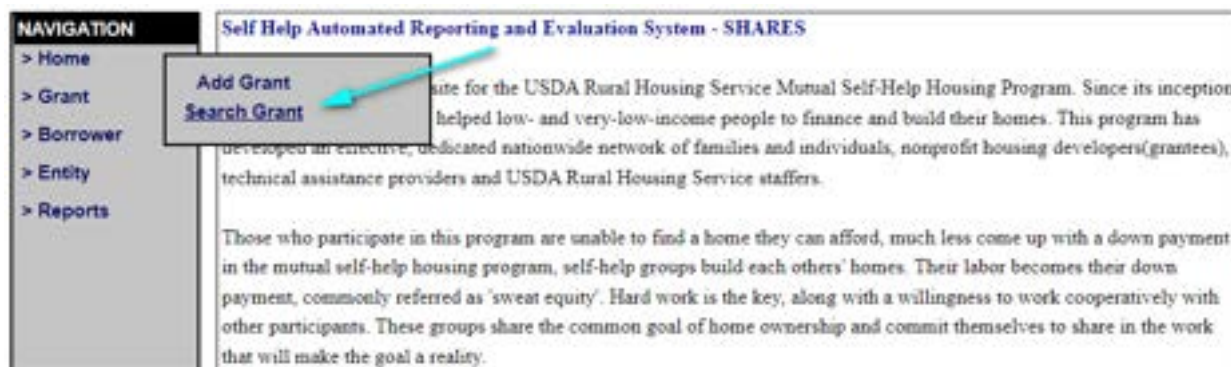 NAVIGATION
> Home
> Grant
> Borrower
> Entity
> Reports
Add Grant
Search Grant
Self Help Automated Reporting and Evaluation System - SHARES
site for the USDA Rural Housing Service Mutual Self-Help Housing Program. Since its inception
helped low- and very-low-income people to finance and build their homes. This program has
developed an effective, dedicated nationwide network of families and individuals, nonprofit housing developers(grantees),
technical assistance providers and USDA Rural Housing Service staffers.
Those who participate in this program are unable to find a home they can afford, much less come up with a down payment
in the mutual self-help housing program, self-help groups build each others' homes. Their labor becomes their down
payment, commonly referred as 'sweat equity'. Hard work is the key, along with a willingness to work cooperatively with
other participants. These groups share the common goal of home ownership and commit themselves to share in the work
that will make the goal a reality.